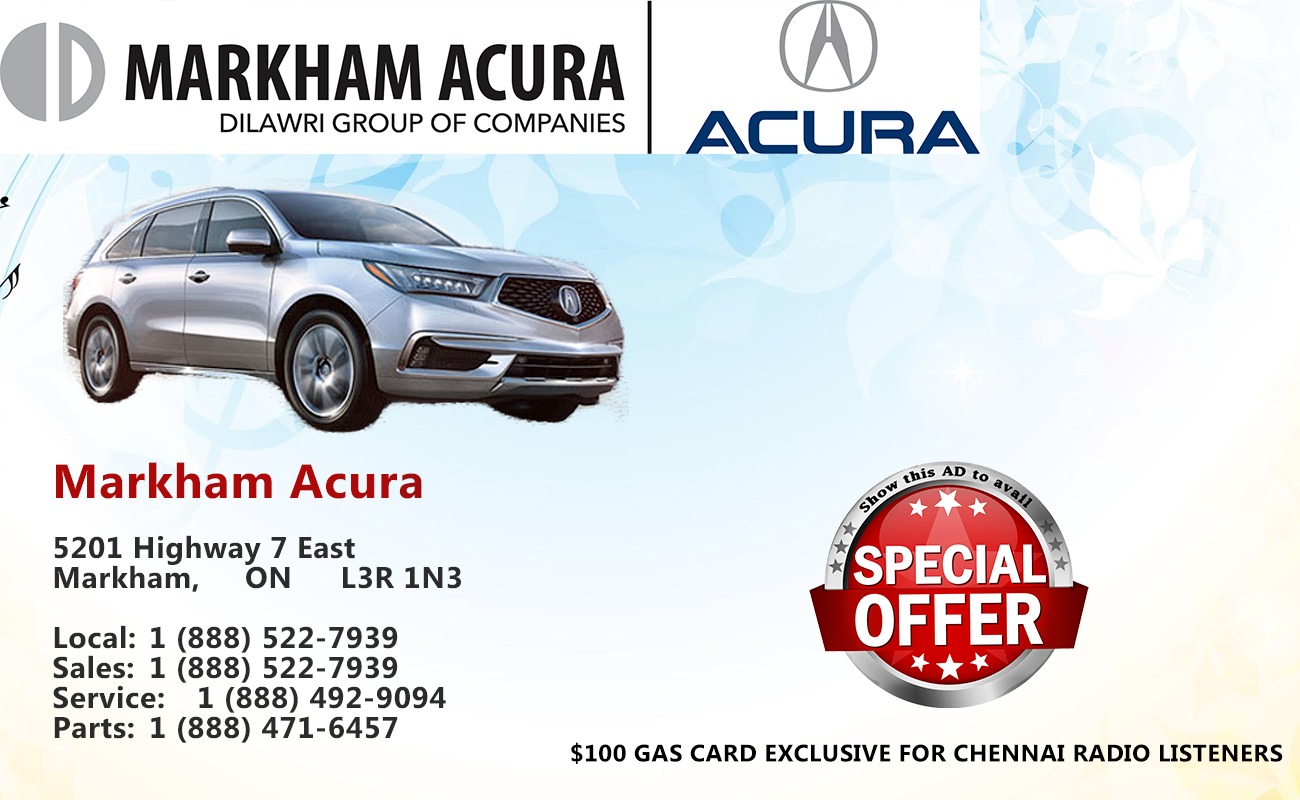 MARKHAM ACURA
DILAWRI GROUP OF COMPANIES
ACURA
Markham Acura
5201 Highway 7 East
Markham, ON L3R 1N3
Local: 1 (888) 522-7939
Sales: 1 (888) 522-7939
Service: 1 (888) 492-9094
Parts: 1 (888) 471-6457
Show this AD to avail
SPECIAL
OFFER
$100 GAS CARD EXCLUSIVE FOR CHENNAI RADIO LISTENERS